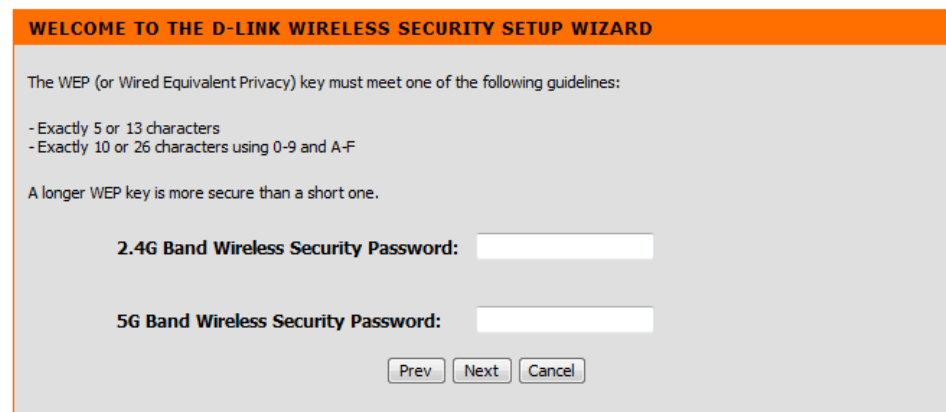 WELCOME TO THE D-LINK WIRELESS SECURITY SETUP WIZARD
The WEP (or Wired Equivalent Privacy) key must meet one of the following guidelines:
- Exactly 5 or 13 characters
- Exactly 10 or 26 characters using 0-9 and A-F
A longer WEP key is more secure than a short one.
2.4G Band Wireless Security Password:
5G Band Wireless Security Password:
Prev Next Cancel